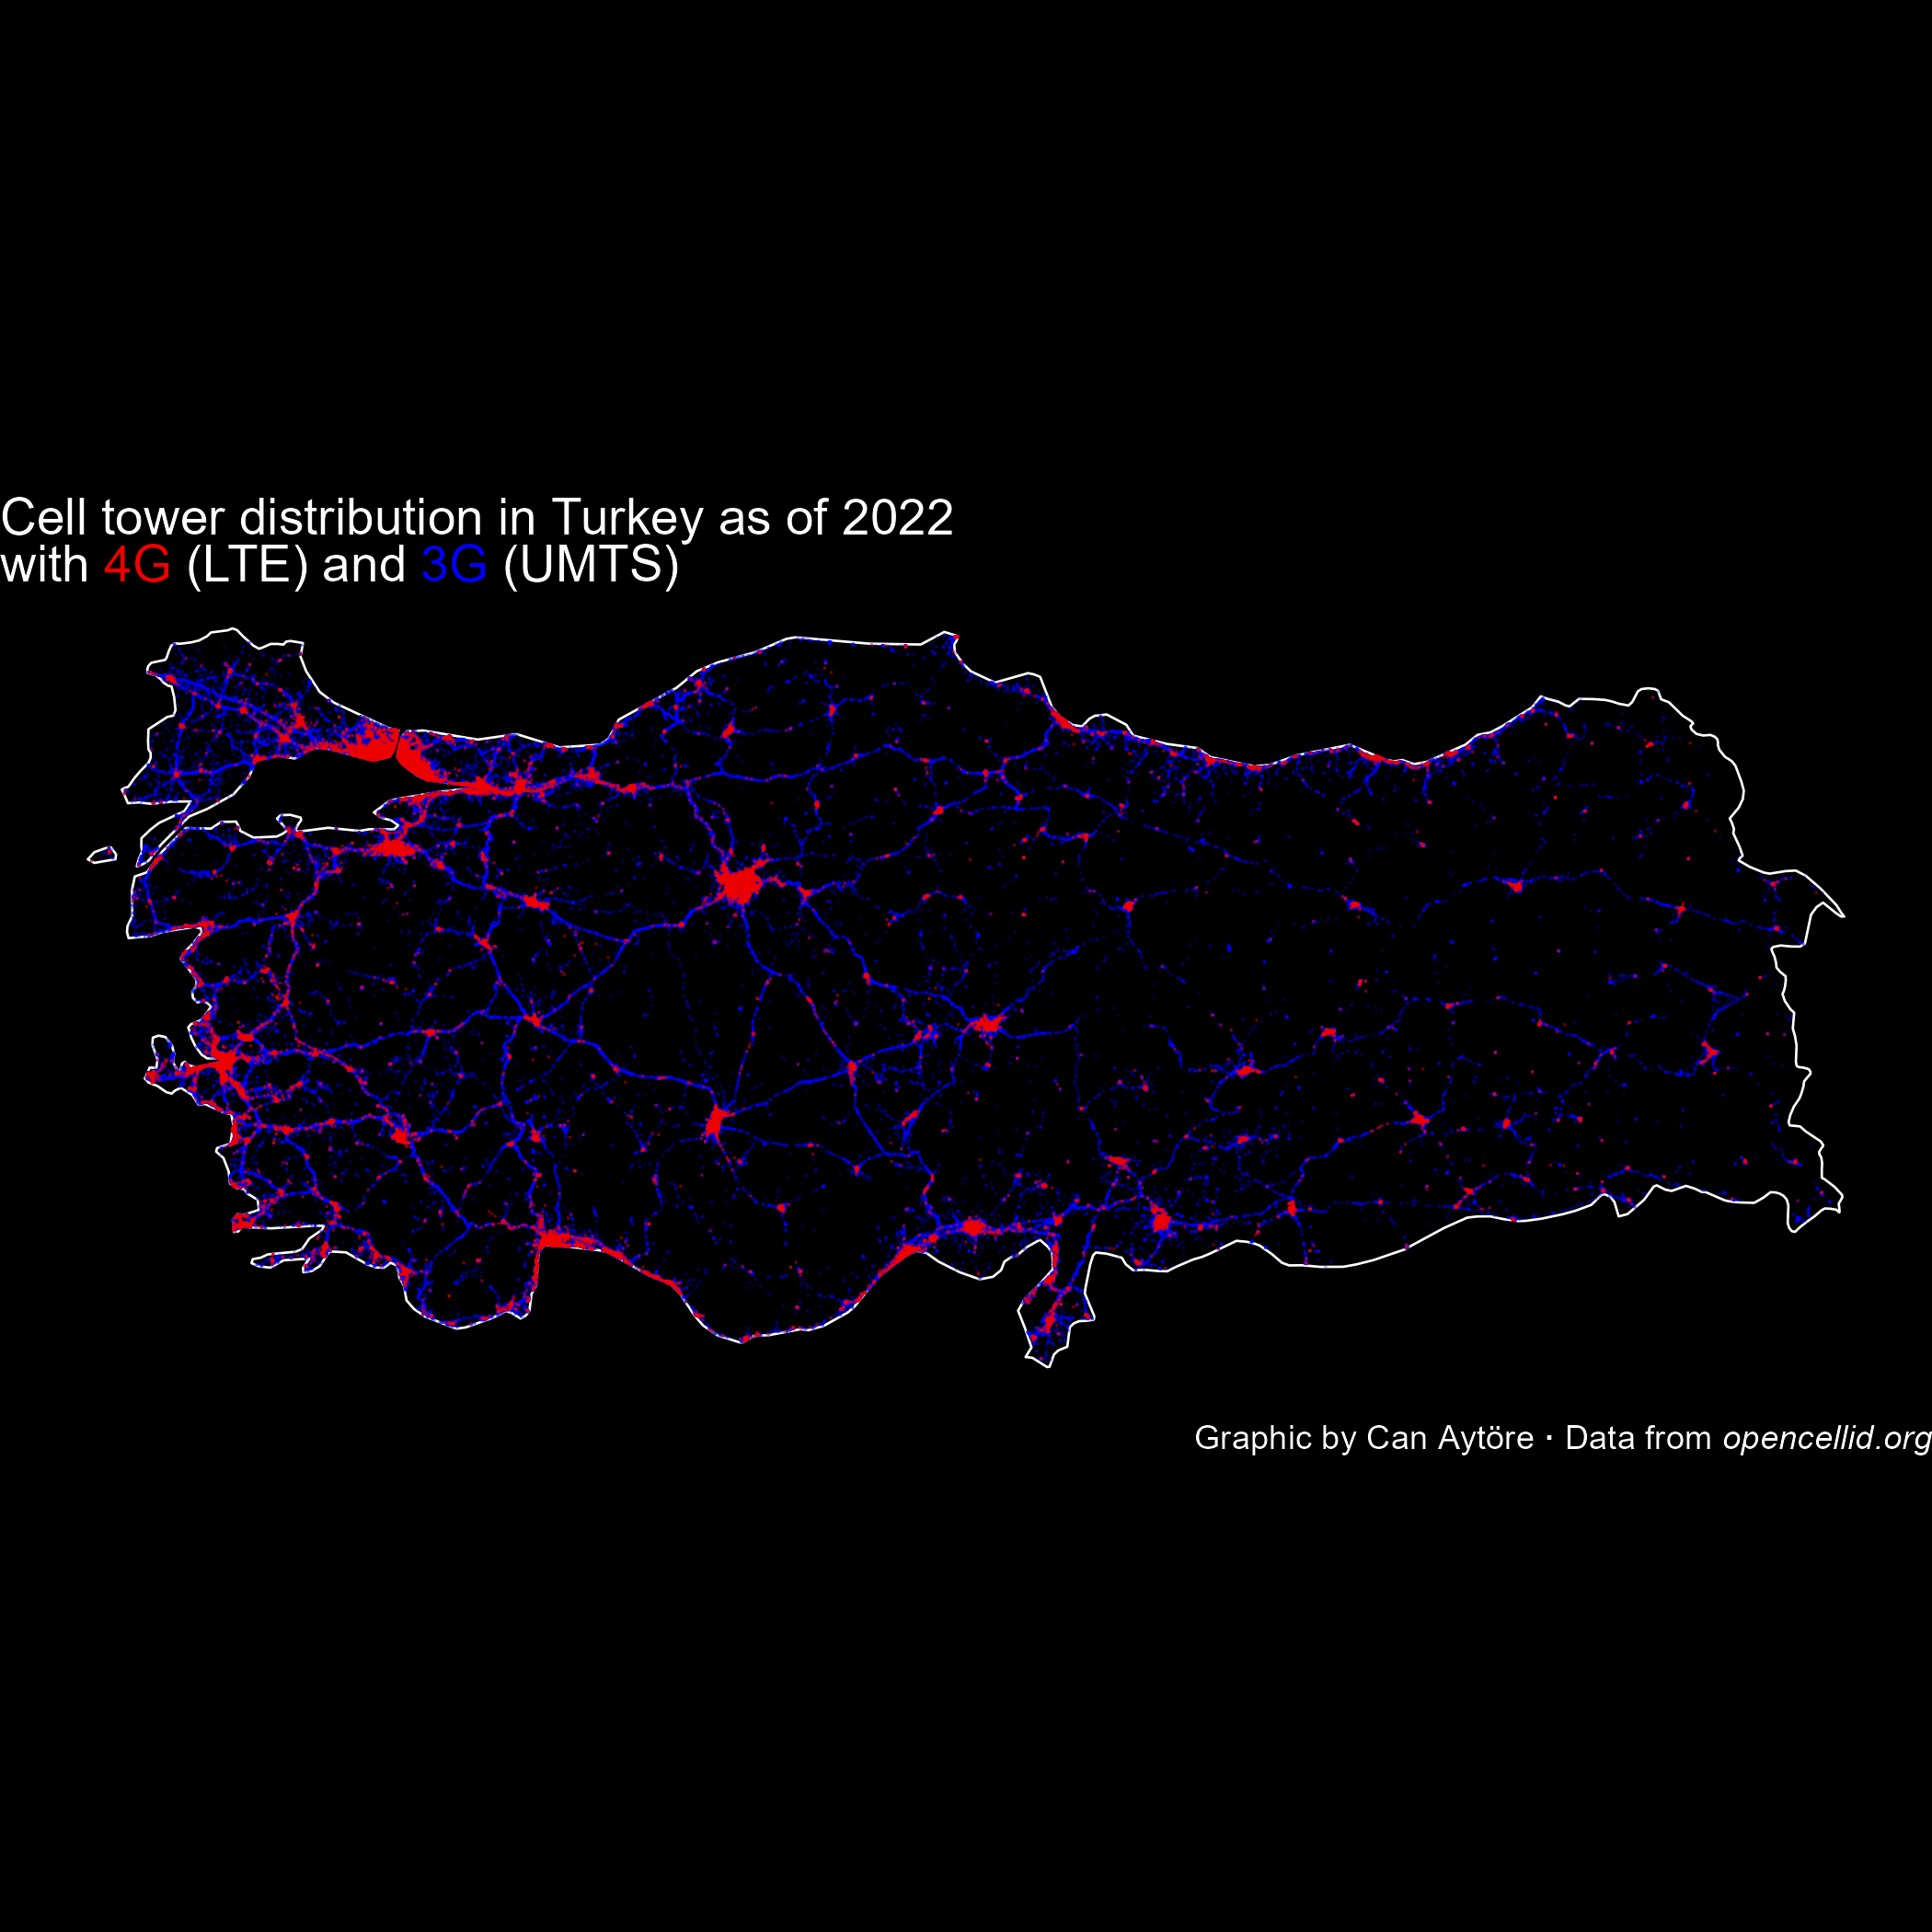 Cell tower distribution in Turkey as of 2022
with 4G (LTE) and 3G (UMTS)
Graphic by Can Aytöre · Data from opencellid.org